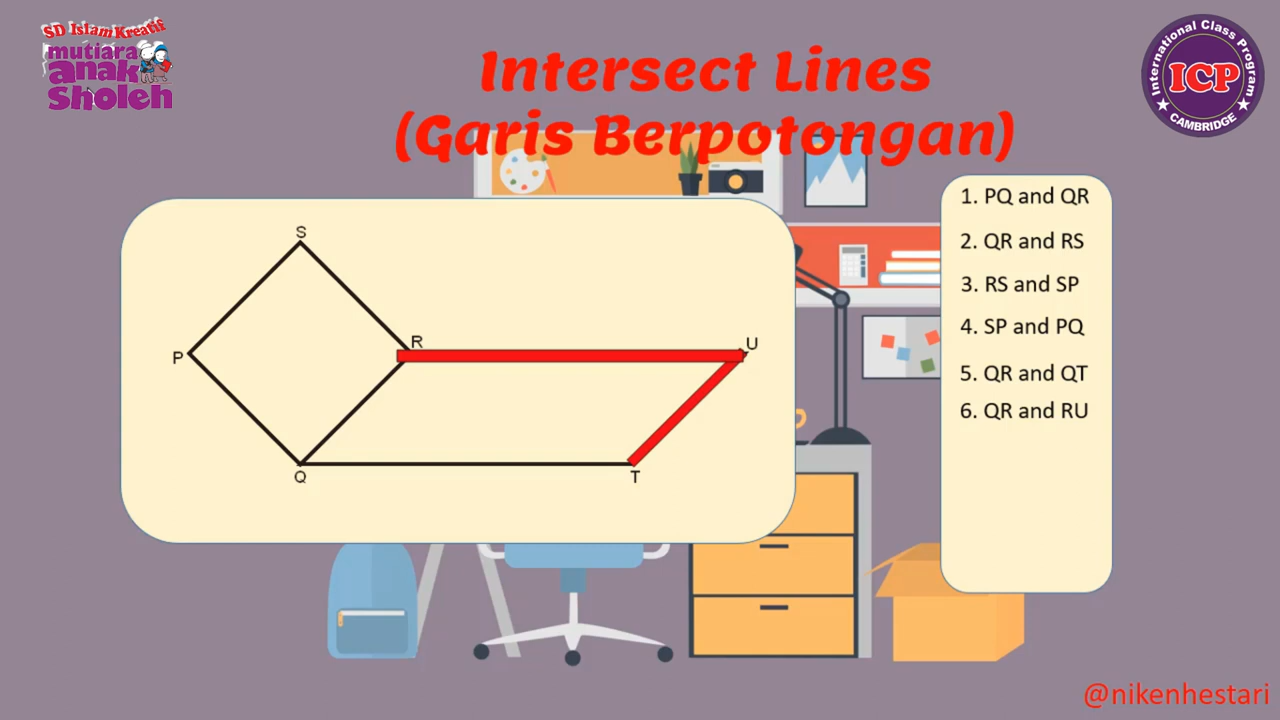 SD Islam Kreatif
mutiara
anak
sholeh
Intersect Lines
(Garis Berpotongan)
International Class Program
ICP
CAMBRIDGE
S
P
R
U
Q
T
1. PQ and QR
2. QR and RS
3. RS and SP
4. SP and PQ
5. QR and QT
6. QR and RU
@nikenhestari